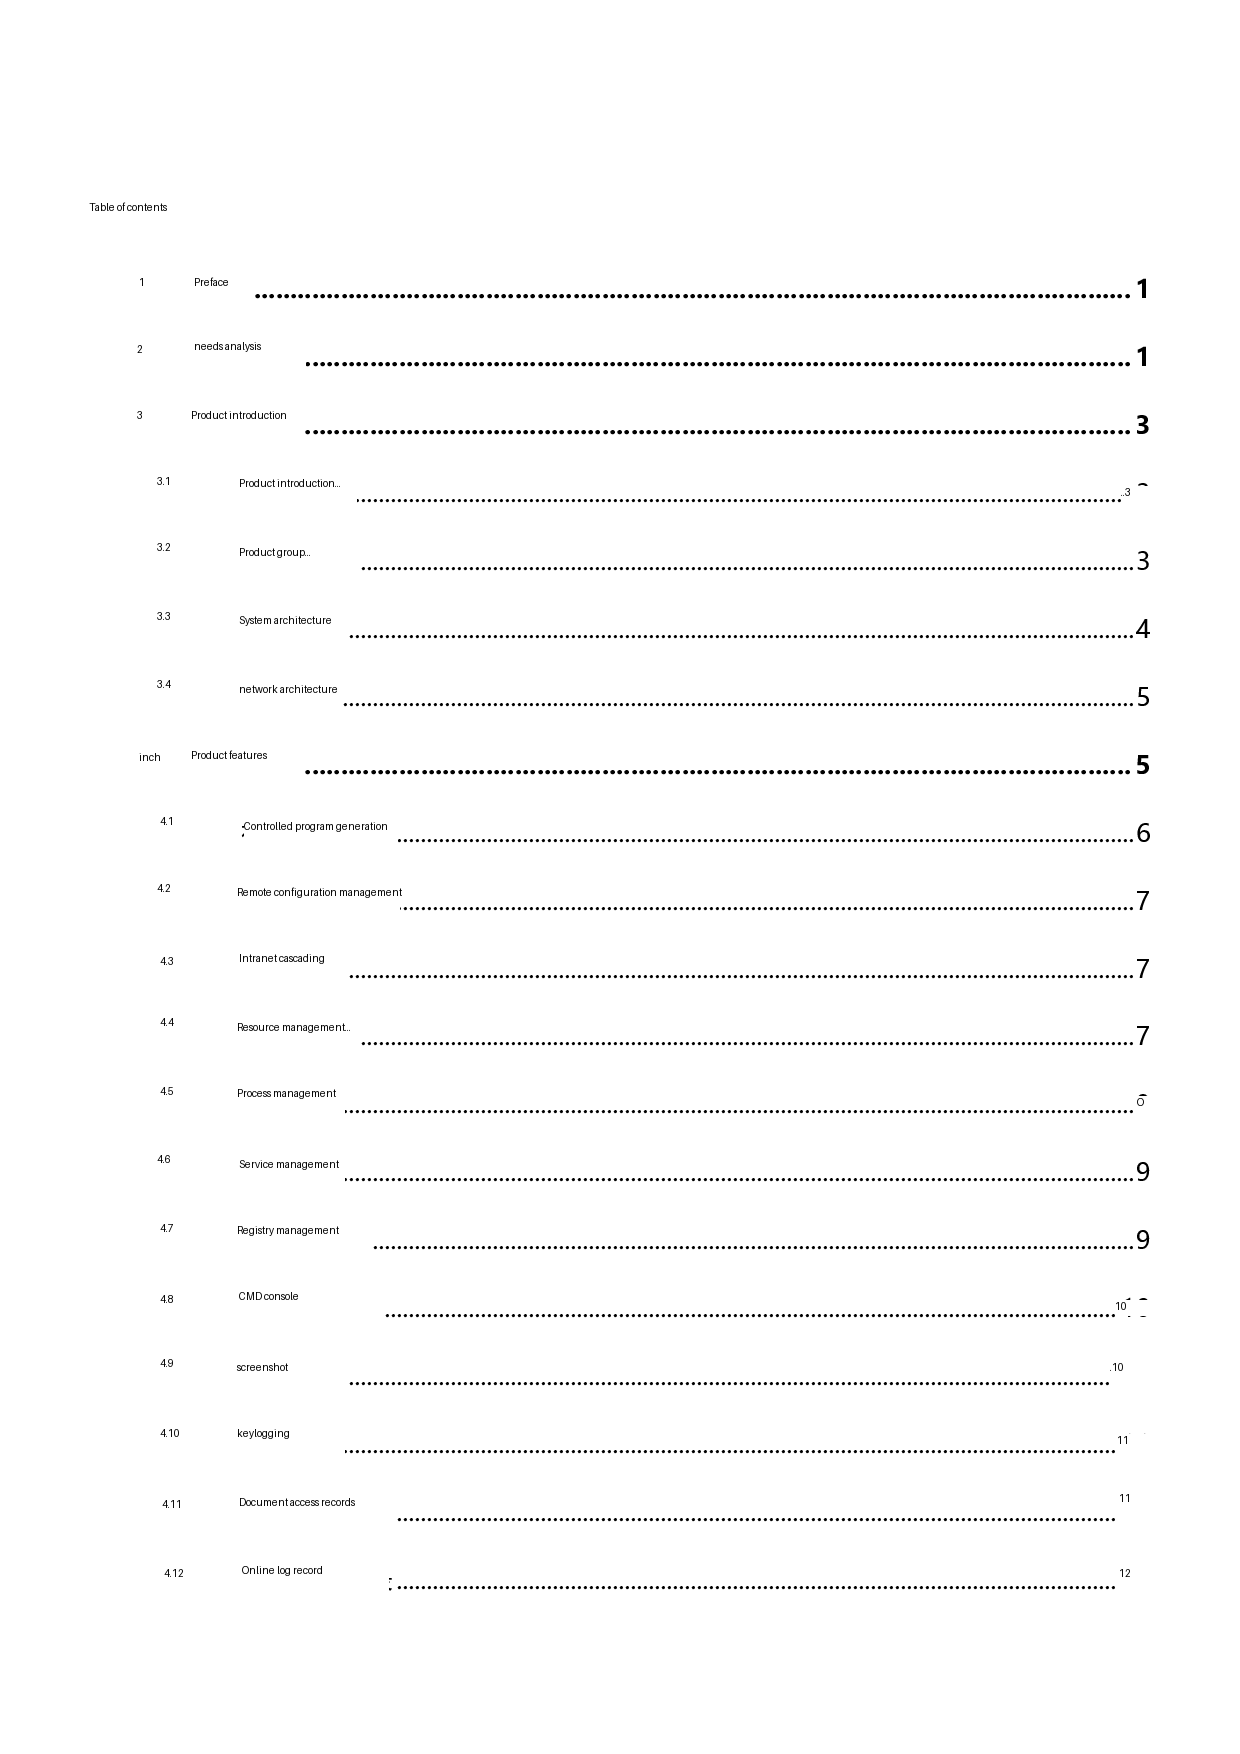 Table of contents
1 Preface 1
2 needs analysis 1
3 Product introduction 3
3.1 Product introduction... ..3
3.2 Product group... 3
3.3 System architecture 4
3.4 network architecture 5
inch Product features 5
4.1 Controlled program generation 6
4.2 Remote configuration management 7
4.3 Intranet cascading 7
4.4 Resource management... 7
4.5 Process management
4.6 Service management 9
4.7 Registry management 9
4.8 CMD console 10
4.9 screenshot .10
4.10 keylogging 11
4.11 Document access records 11
4.12 Online log record 12